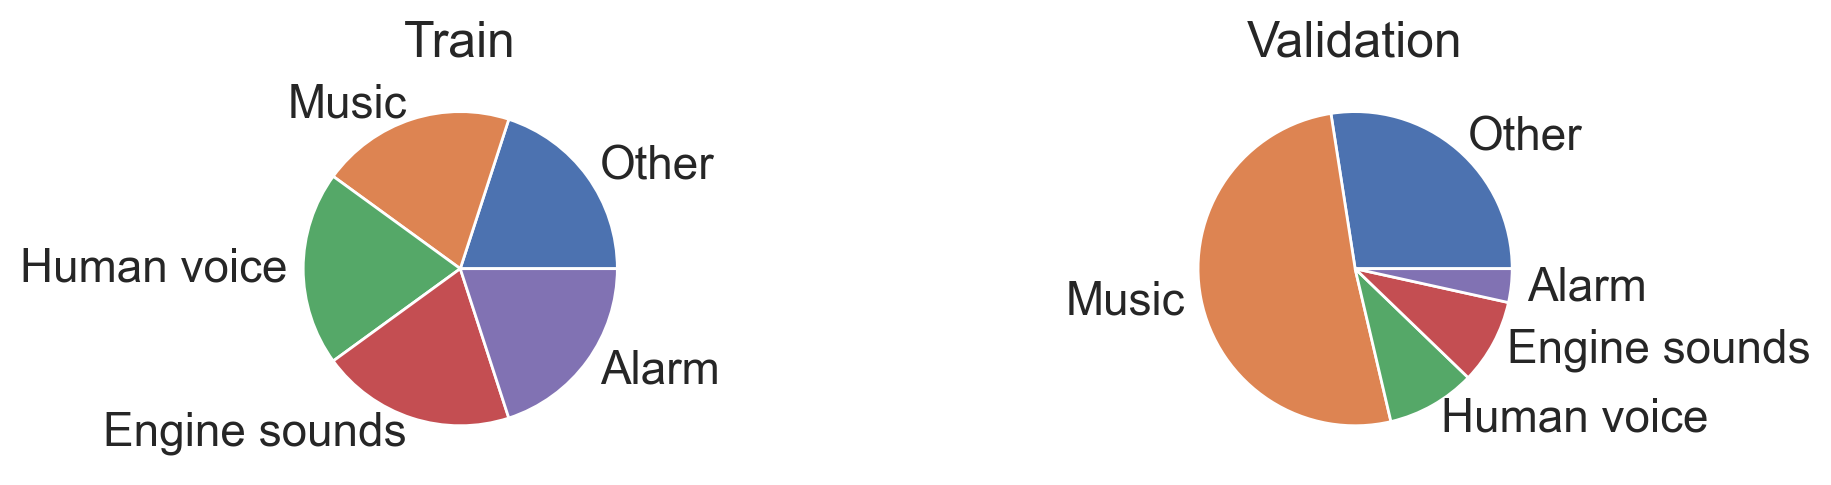 Train
Music
Other
Human voice
Alarm
Engine sounds
Validation
Other
Music
Alarm
Engine sounds
Human voice